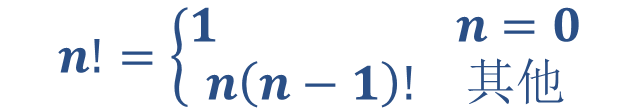 n! = { 1    n = 0
n(n − 1)!    其他